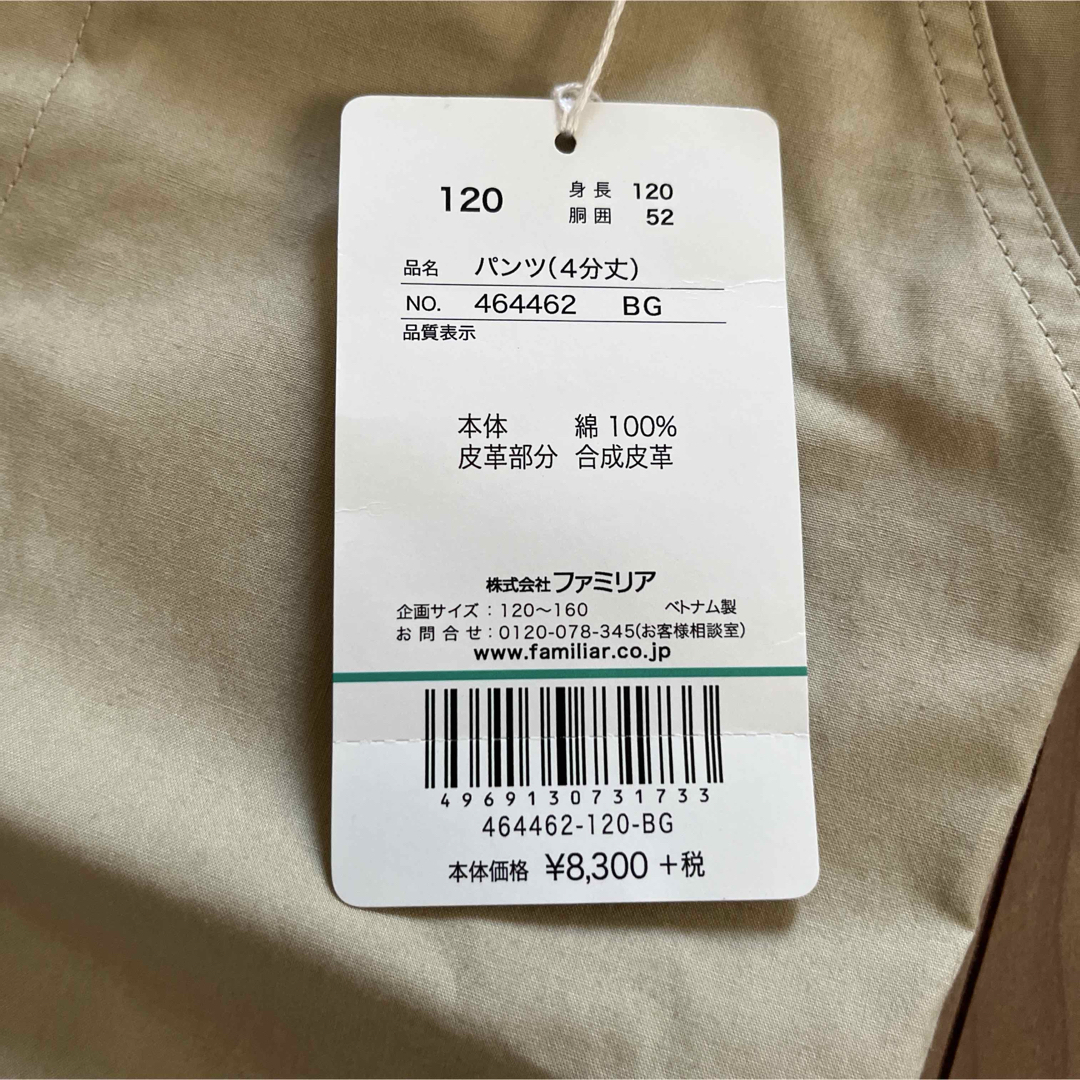 120
身長 120
胴囲 52
品名 パンツ(4分丈)
NO. 464462 BG
品質表示
本体 綿 100%
皮革部分 合成皮革
株式会社ファミリア
企画サイズ：120〜160 ベトナム製
お問合せ：0120-078-345(お客様相談室)
www.familiar.co.jp
4969130731733
464462-120-BG
本体価格 ¥8,300 +税